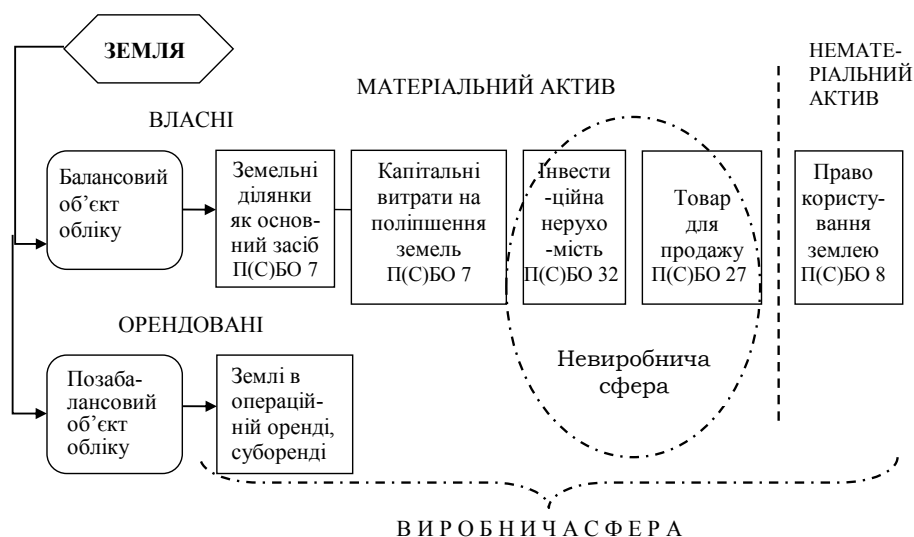 ЗЕМЛЯ
НЕМАТЕ-
РІАЛЬНИЙ
АКТИВ
МАТЕРІАЛЬНИЙ АКТИВ
ВЛАСНІ
Балансовий
об’єкт
обліку
Земельні
ділянки
як основ-
ний засіб
П(С)БО 7
Капітальні
витрати на
поліпшення
земель
П(С)БО 7
Інвести
-ційна
нерухо
-мість
П(С)БО 32
Товар
для
продажу
П(С)БО 27
Право
користу-
вання
землею
П(С)БО 8
ОРЕНДОВАНІ
Позаба-
лансовий
об’єкт
обліку
Землі в
операцій-
ній оренді,
суборенді
Невиробнича
сфера
В И Р О Б Н И Ч А С Ф Е Р А